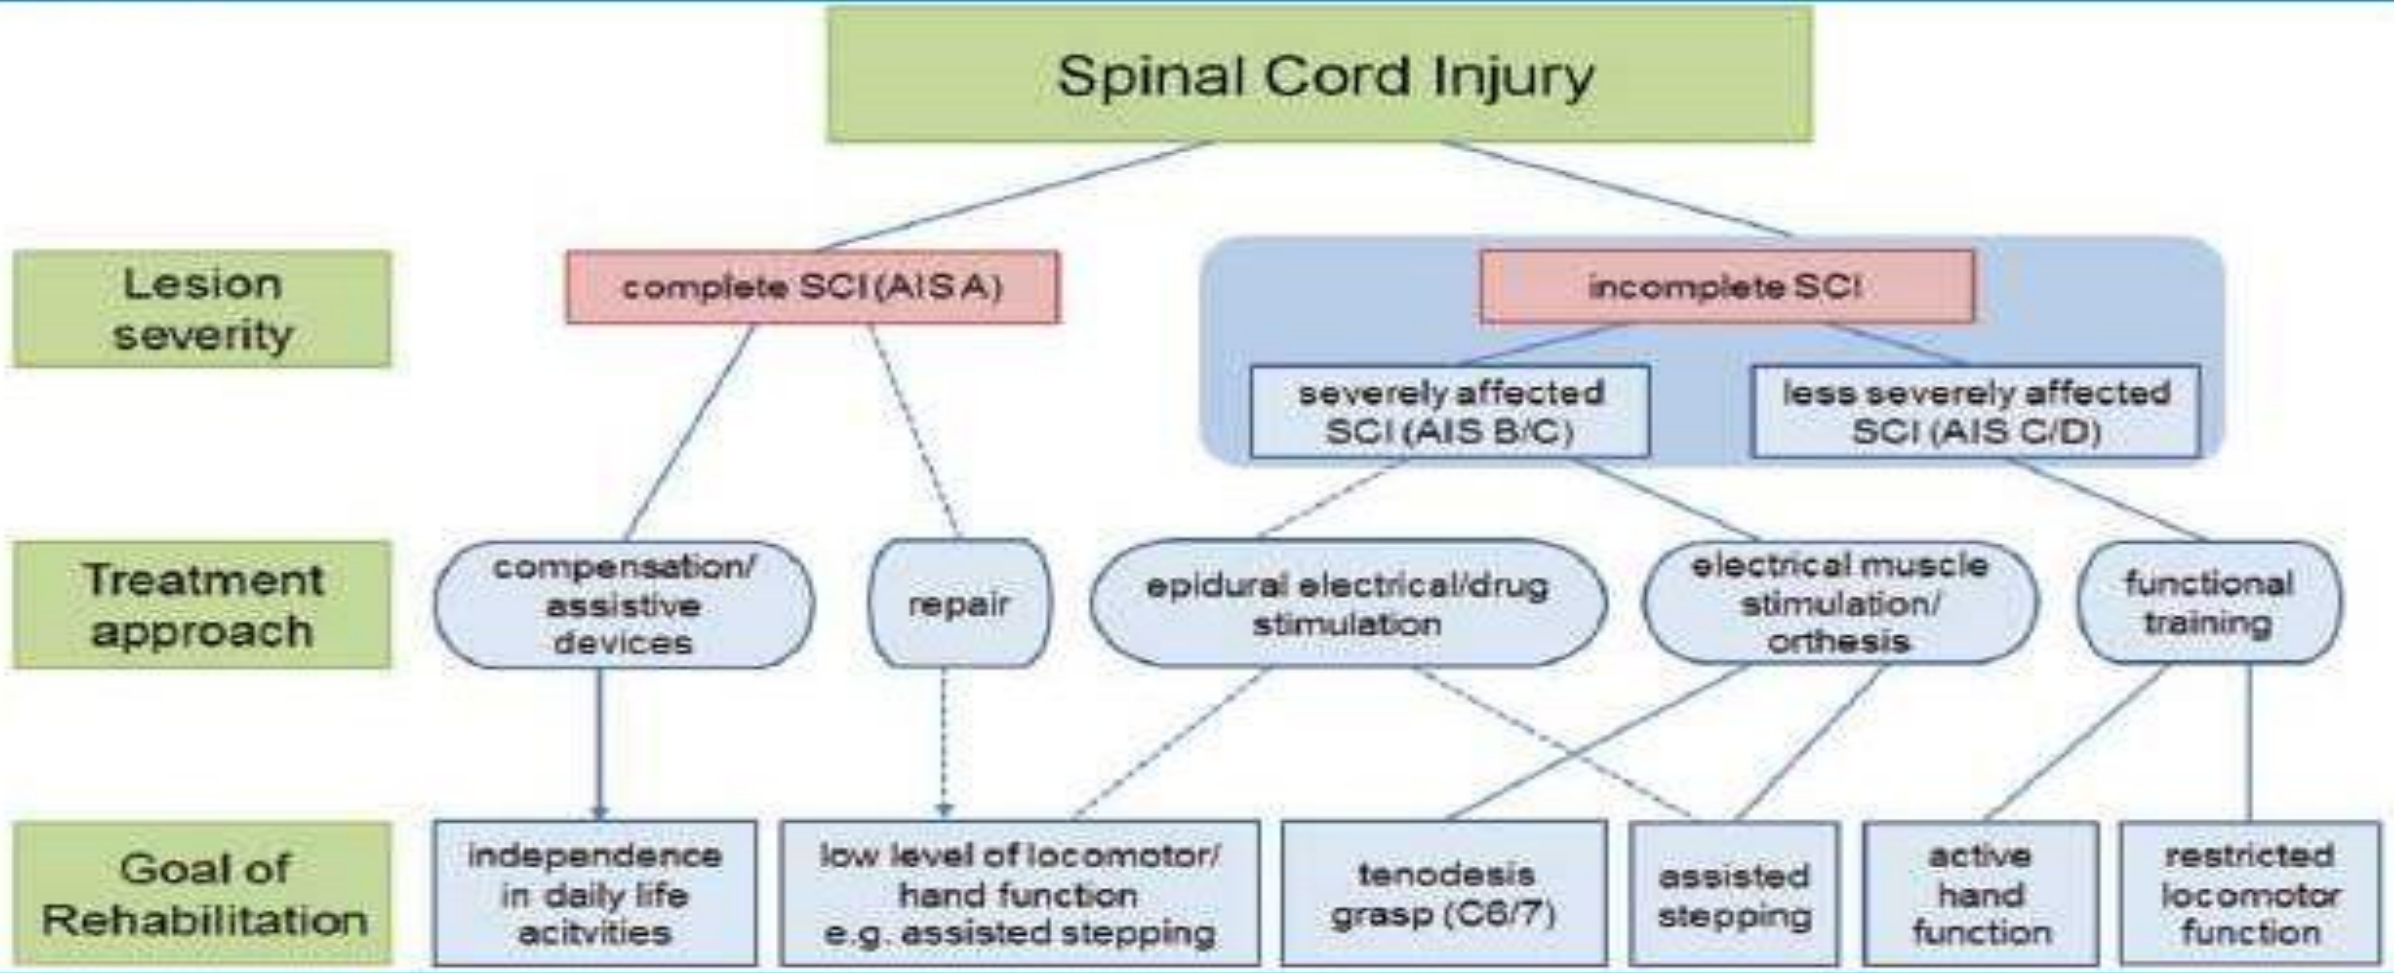 Spinal Cord Injury
Lesion
severity
complete SCI (AIS A)
incomplete SCI
severely affected
SCI (AIS B/C)
less severely affected
SCI (AIS C/D)
Treatment
approach
compensation/
assistive
devices
repair
epidural electrical/drug
stimulation
electrical muscle
stimulation/
orthesis
functional
training
Goal of
Rehabilitation
independence
in daily life
acitvities
low level of locomotor/
hand function
e.g. assisted stepping
tenodesis
grasp (C6/7)
assisted
stepping
active
hand
function
restricted
locomotor
function